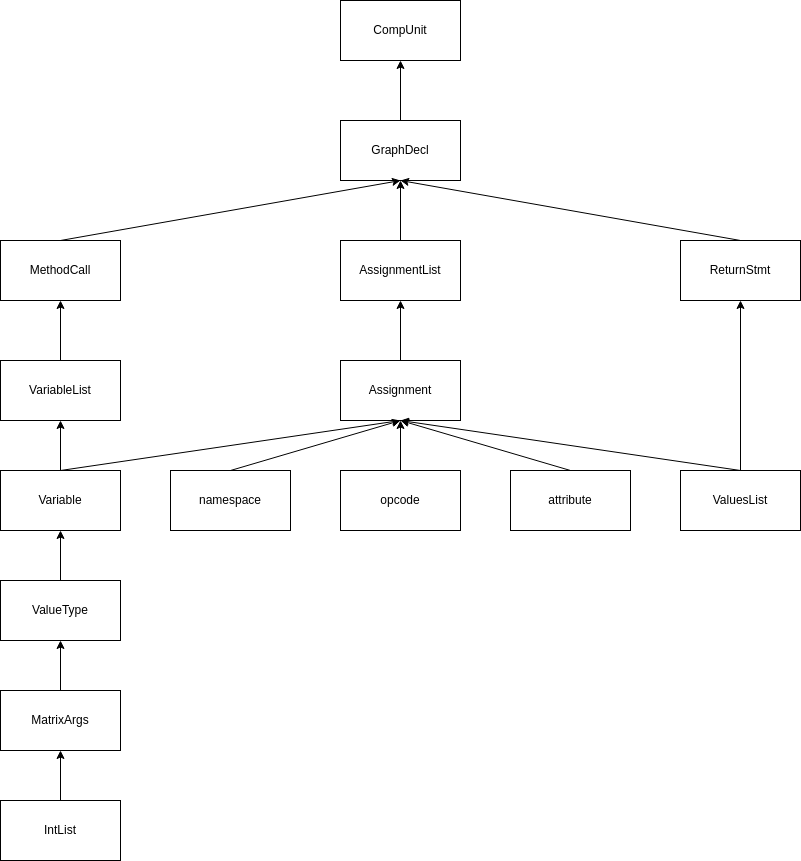 CompUnit
GraphDecl
MethodCall
AssignmentList
ReturnStmt
VariableList
Assignment
Variable
namespace
opcode
attribute
ValuesList
ValueType
MatrixArgs
IntList